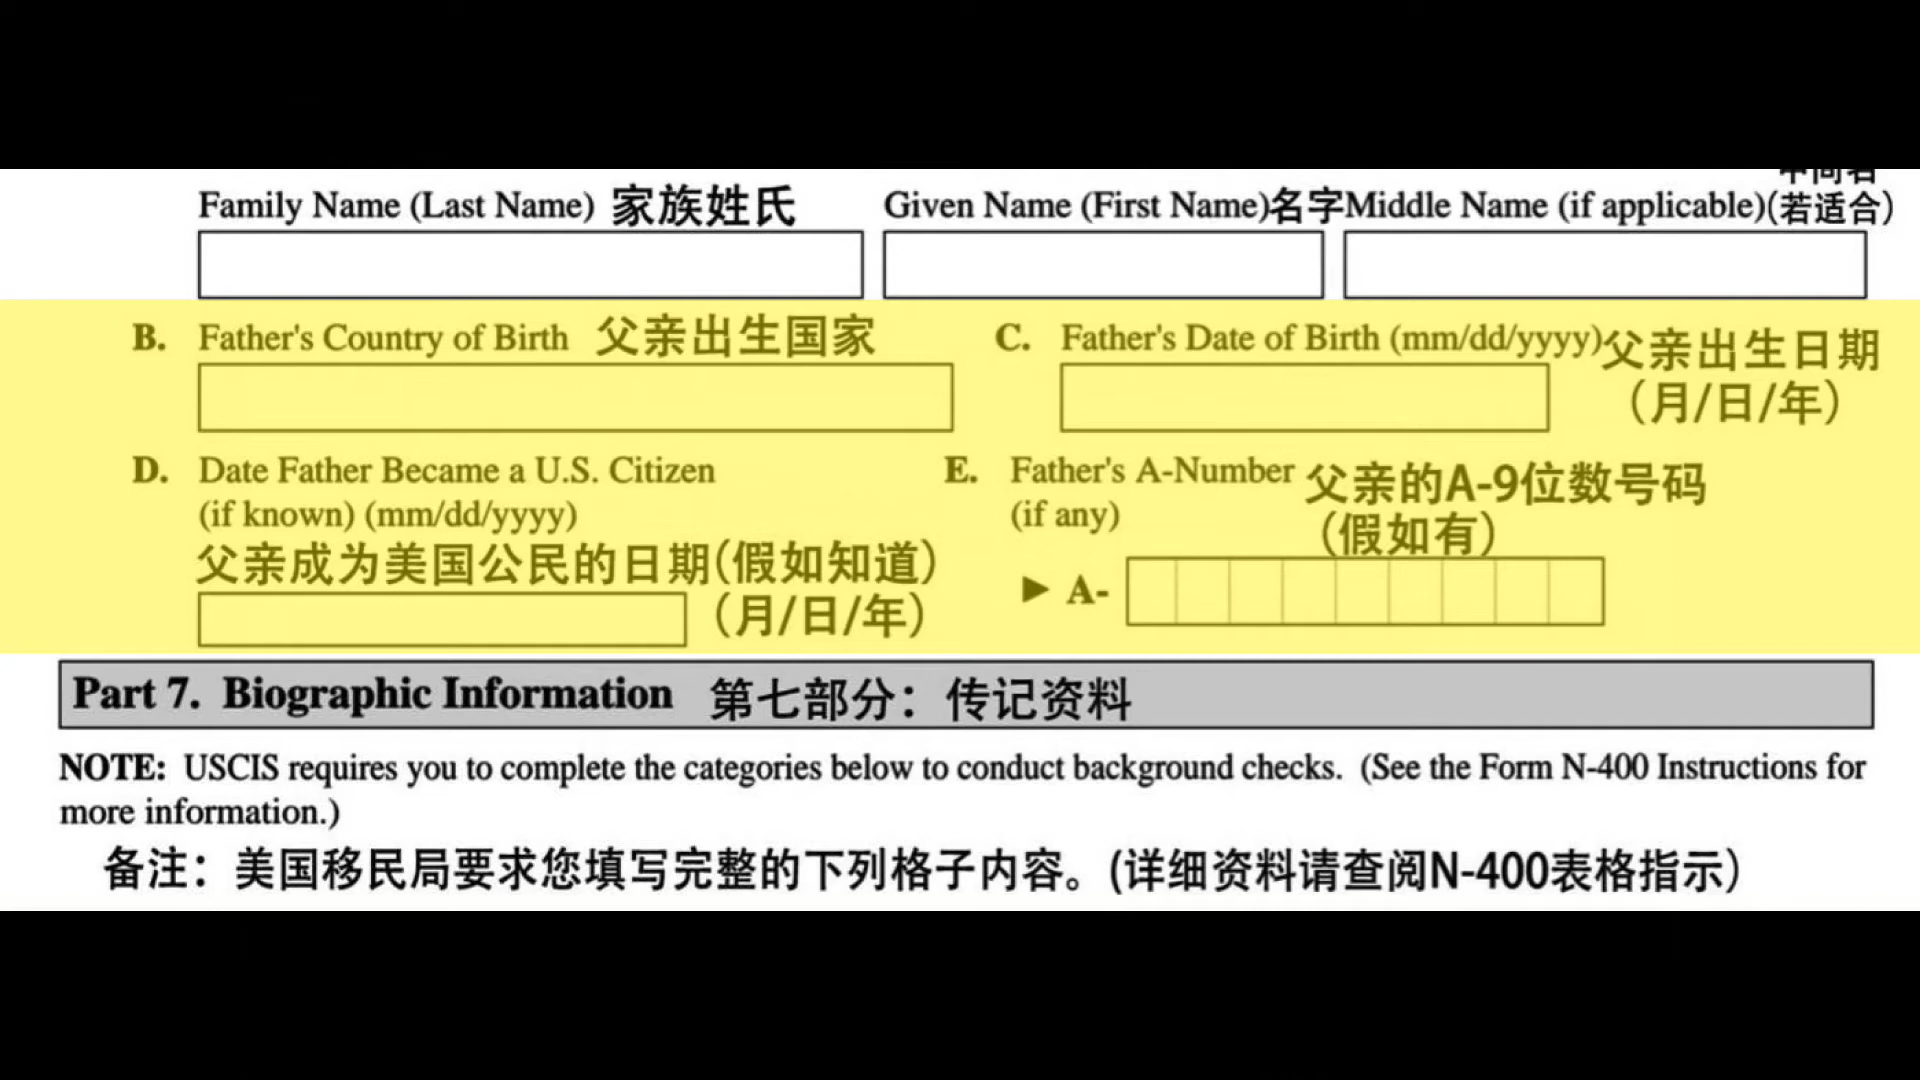 Family Name (Last Name) 家族姓氏 Given Name (First Name)名字 Middle Name (if applicable)(若适合)
B. Father's Country of Birth 父亲出生国家 C. Father's Date of Birth (mm/dd/yyyy)父亲出生日期
(月/日/年)
D. Date Father Became a U.S. Citizen E. Father's A-Number 父亲的A-9位数号码
(if known) (mm/dd/yyyy) (if any) (假如有)
父亲成为美国公民的日期(假如知道)
(月/日/年) ► A-
Part 7. Biographic Information 第七部分：传记资料
NOTE: USCIS requires you to complete the categories below to conduct background checks. (See the Form N-400 Instructions for
more information.)
备注：美国移民局要求您填写完整的下列格子内容。(详细资料请查阅N-400表格指示)